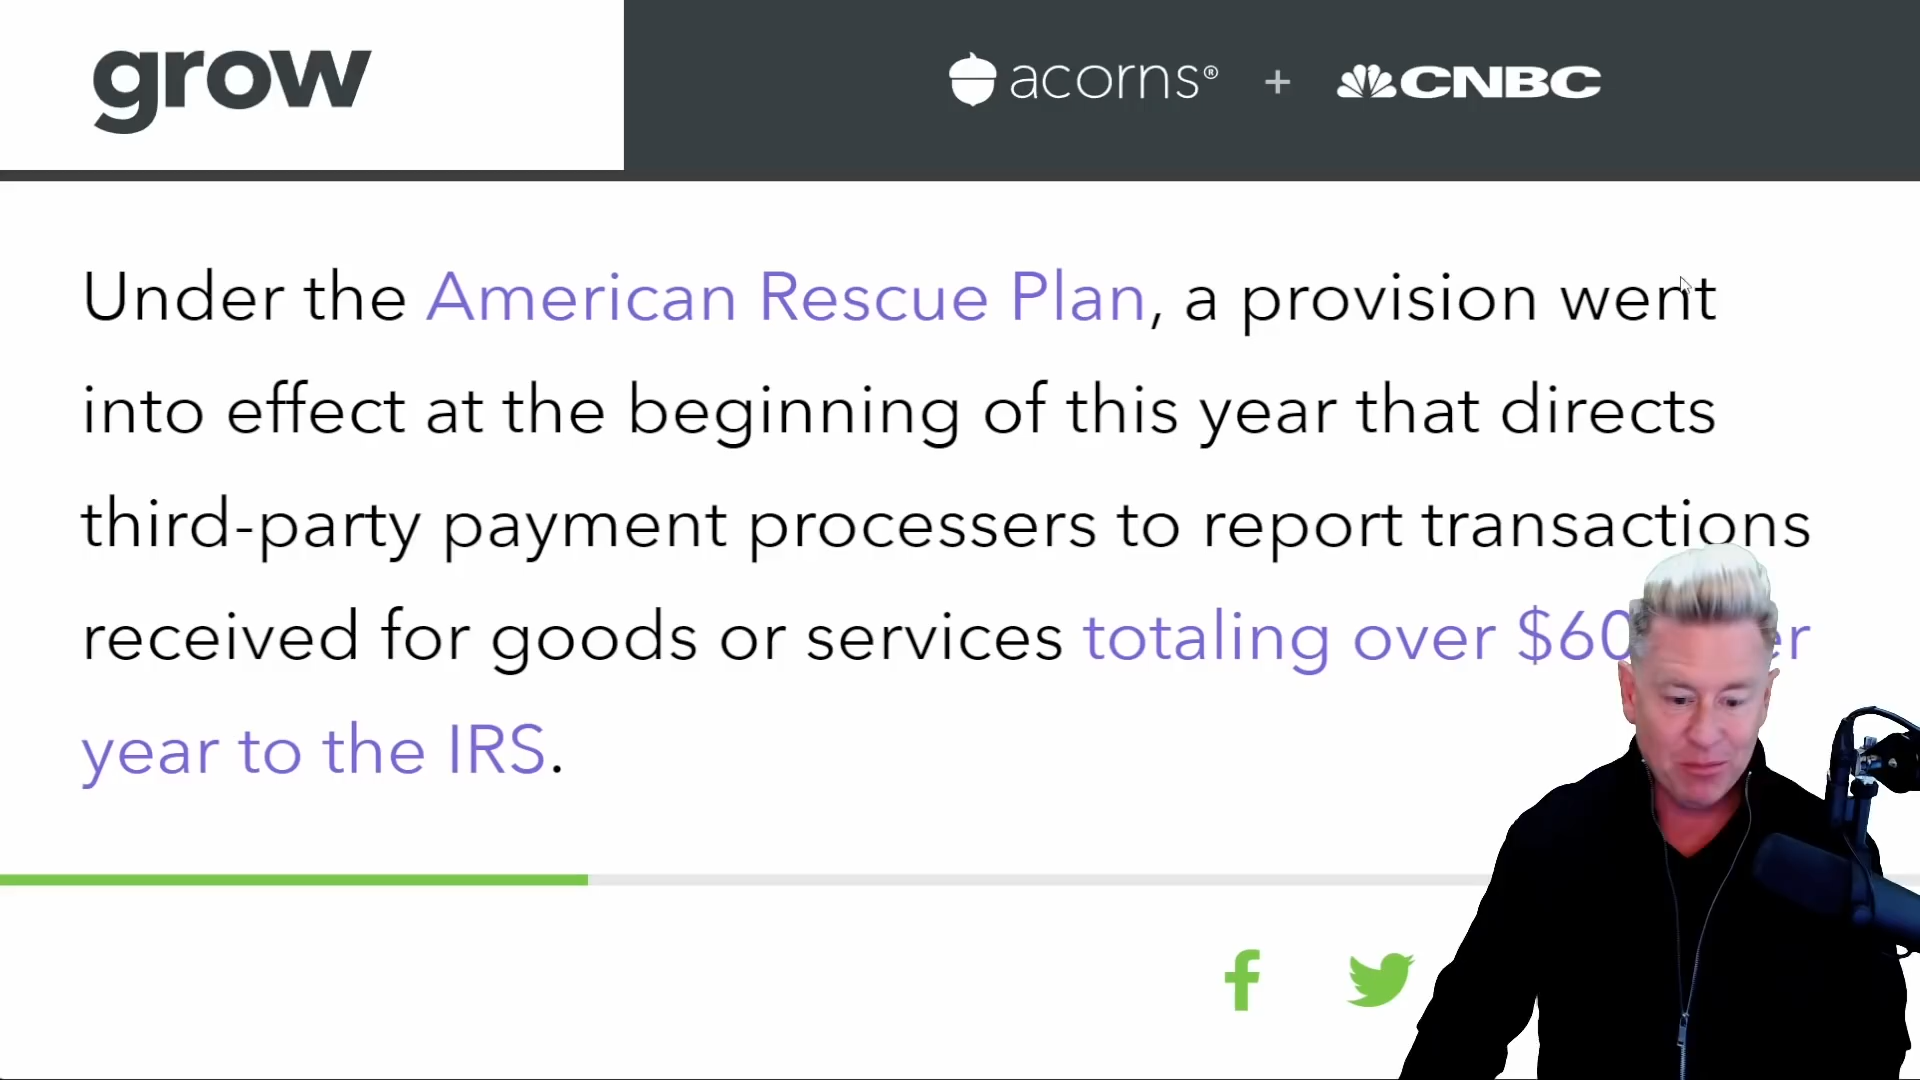 grow
acorns® + CNBC
Under the American Rescue Plan, a provision went
into effect at the beginning of this year that directs
third-party payment processers to report transactions
received for goods or services totaling over
year to the IRS.